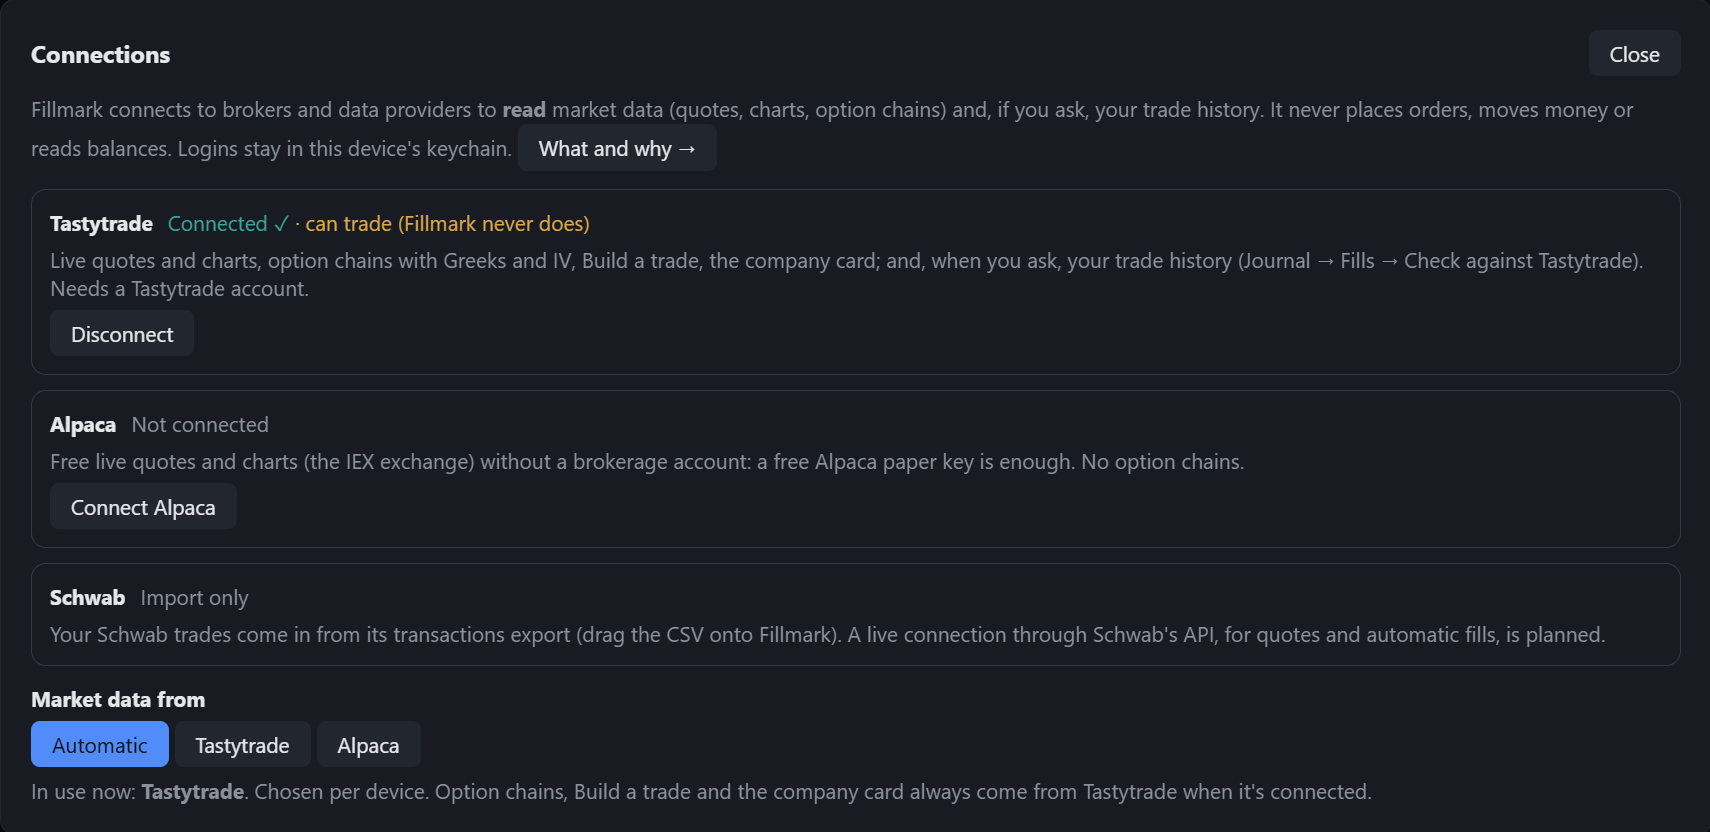 Connections
Close
Fillmark connects to brokers and data providers to read market data (quotes, charts, option chains) and, if you ask, your trade history. It never places orders, moves money or
reads balances. Logins stay in this device's keychain. What and why →
Tastytrade Connected ✓ · can trade (Fillmark never does)
Live quotes and charts, option chains with Greeks and IV, Build a trade, the company card; and, when you ask, your trade history (Journal → Fills → Check against Tastytrade).
Needs a Tastytrade account.
Disconnect
Alpaca Not connected
Free live quotes and charts (the IEX exchange) without a brokerage account: a free Alpaca paper key is enough. No option chains.
Connect Alpaca
Schwab Import only
Your Schwab trades come in from its transactions export (drag the CSV onto Fillmark). A live connection through Schwab's API, for quotes and automatic fills, is planned.
Market data from
Automatic Tastytrade Alpaca
In use now: Tastytrade. Chosen per device. Option chains, Build a trade and the company card always come from Tastytrade when it's connected.